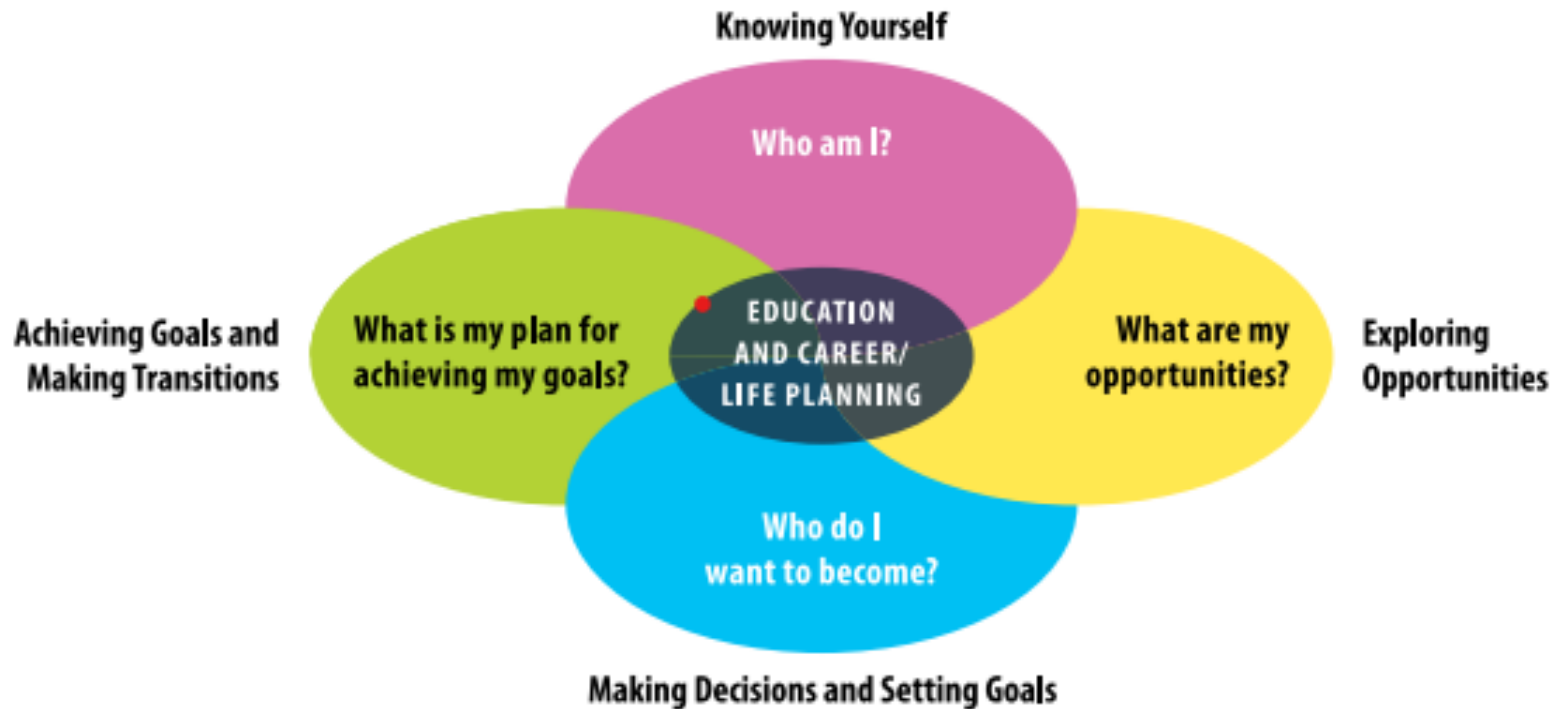 Knowing Yourself
Who am I?
Achieving Goals and
Making Transitions
What is my plan for
achieving my goals?
EDUCATION
AND CAREER/
LIFE PLANNING
What are my
opportunities?
Exploring
Opportunities
Who do I
want to become?
Making Decisions and Setting Goals